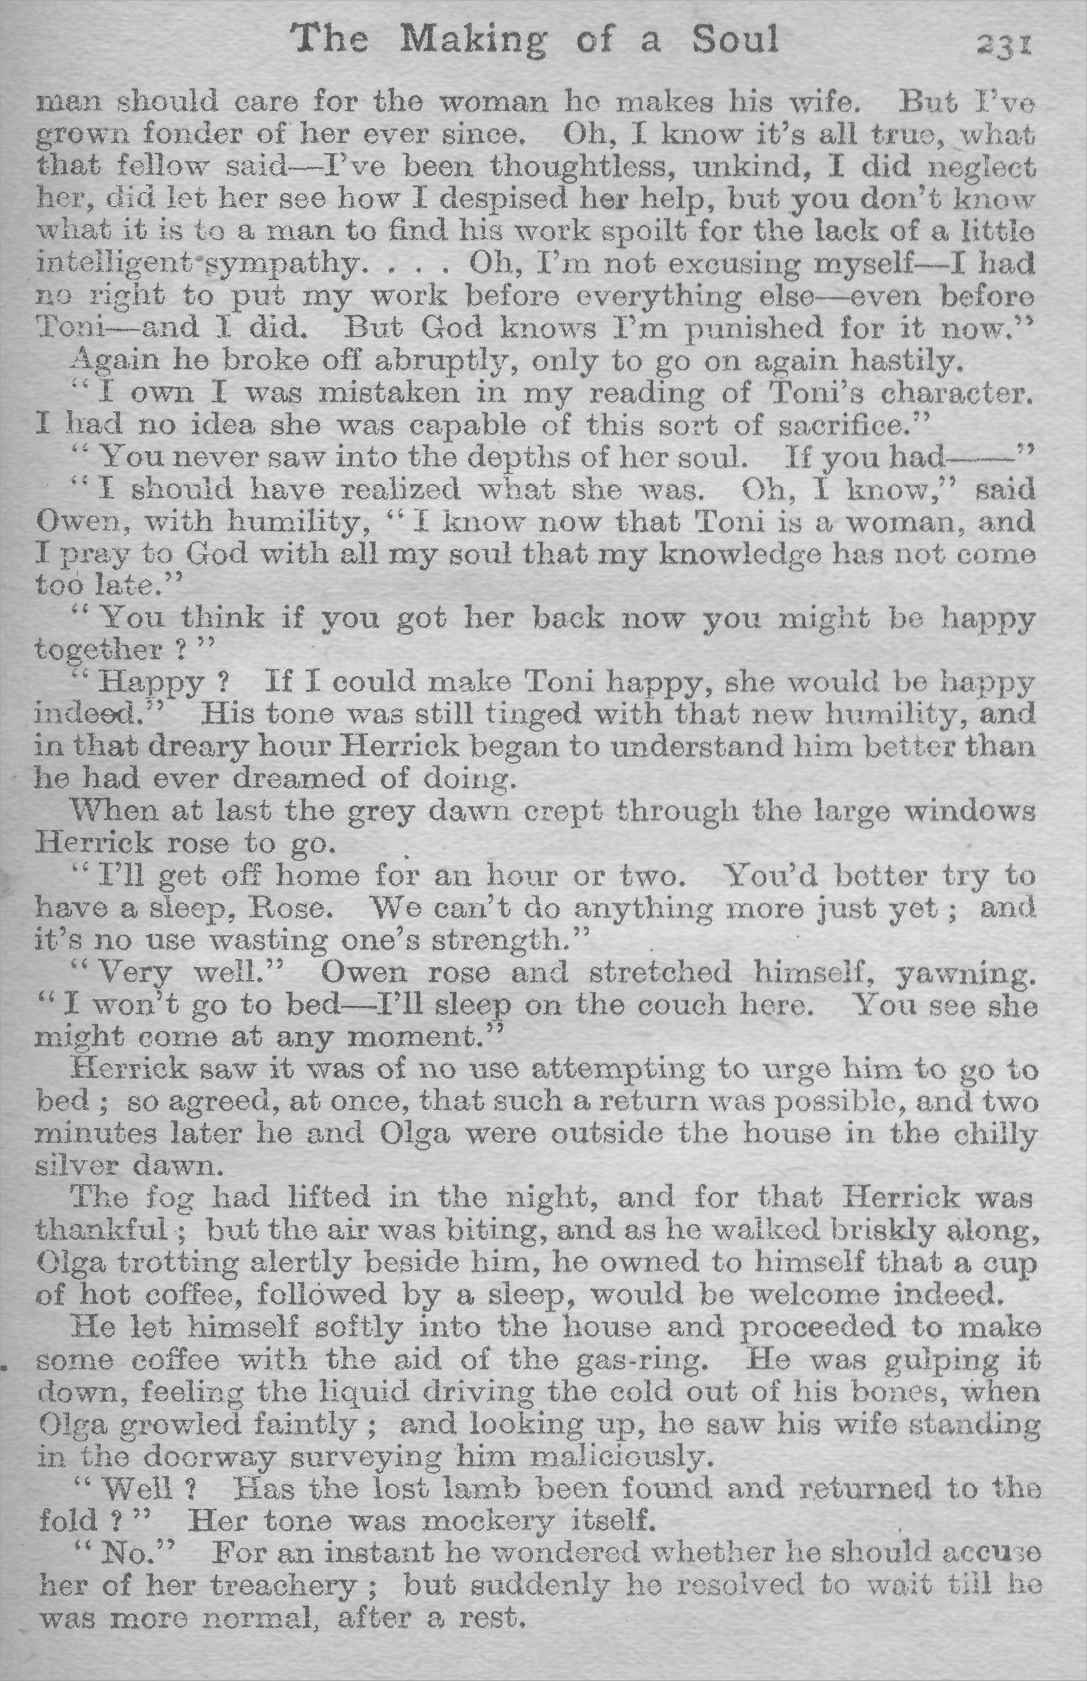 The Making of a Soul 231
man should care for the woman he makes his wife. But I've
grown fonder of her ever since. Oh, I know it's all true, what
that fellow said—I've been thoughtless, unkind, I did neglect
her, did let her see how I despised her help, but you don't know
what it is to a man to find his work spoilt for the lack of a little
intelligent sympathy. . . . Oh, I'm not excusing myself—I had
no right to put my work before everything else—even before
Toni—and I did. But God knows I'm punished for it now."
Again he broke off abruptly, only to go on again hastily.
"I own I was mistaken in my reading of Toni's character.
I had no idea she was capable of this sort of sacrifice."
"You never saw into the depths of her soul. If you had——"
"I should have realized what she was. Oh, I know," said
Owen, with humility, "I know now that Toni is a woman, and
I pray to God with all my soul that my knowledge has not come
too late."
"You think if you got her back now you might be happy
together ?"
"Happy ? If I could make Toni happy, she would be happy
indeed." His tone was still tinged with that new humility, and
in that dreary hour Herrick began to understand him better than
he had ever dreamed of doing.
When at last the grey dawn crept through the large windows
Herrick rose to go.
"I'll get off home for an hour or two. You'd better try to
have a sleep, Rose. We can't do anything more just yet ; and
it's no use wasting one's strength."
"Very well." Owen rose and stretched himself, yawning.
"I won't go to bed—I'll sleep on the couch here. You see she
might come at any moment."
Herrick saw it was of no use attempting to urge him to go to
bed ; so agreed, at once, that such a return was possible, and two
minutes later he and Olga were outside the house in the chilly
silver dawn.
The fog had lifted in the night, and for that Herrick was
thankful ; but the air was biting, and as he walked briskly along,
Olga trotting alertly beside him, he owned to himself that a cup
of hot coffee, followed by a sleep, would be welcome indeed.
He let himself softly into the house and proceeded to make
some coffee with the aid of the gas-ring. He was gulping it
down, feeling the liquid driving the cold out of his bones, when
Olga growled faintly ; and looking up, he saw his wife standing
in the doorway surveying him maliciously.
"Well ? Has the lost lamb been found and returned to the
fold ?" Her tone was mockery itself.
"No." For an instant he wondered whether he should accuse
her of her treachery ; but suddenly he resolved to wait till he
was more normal, after a rest.